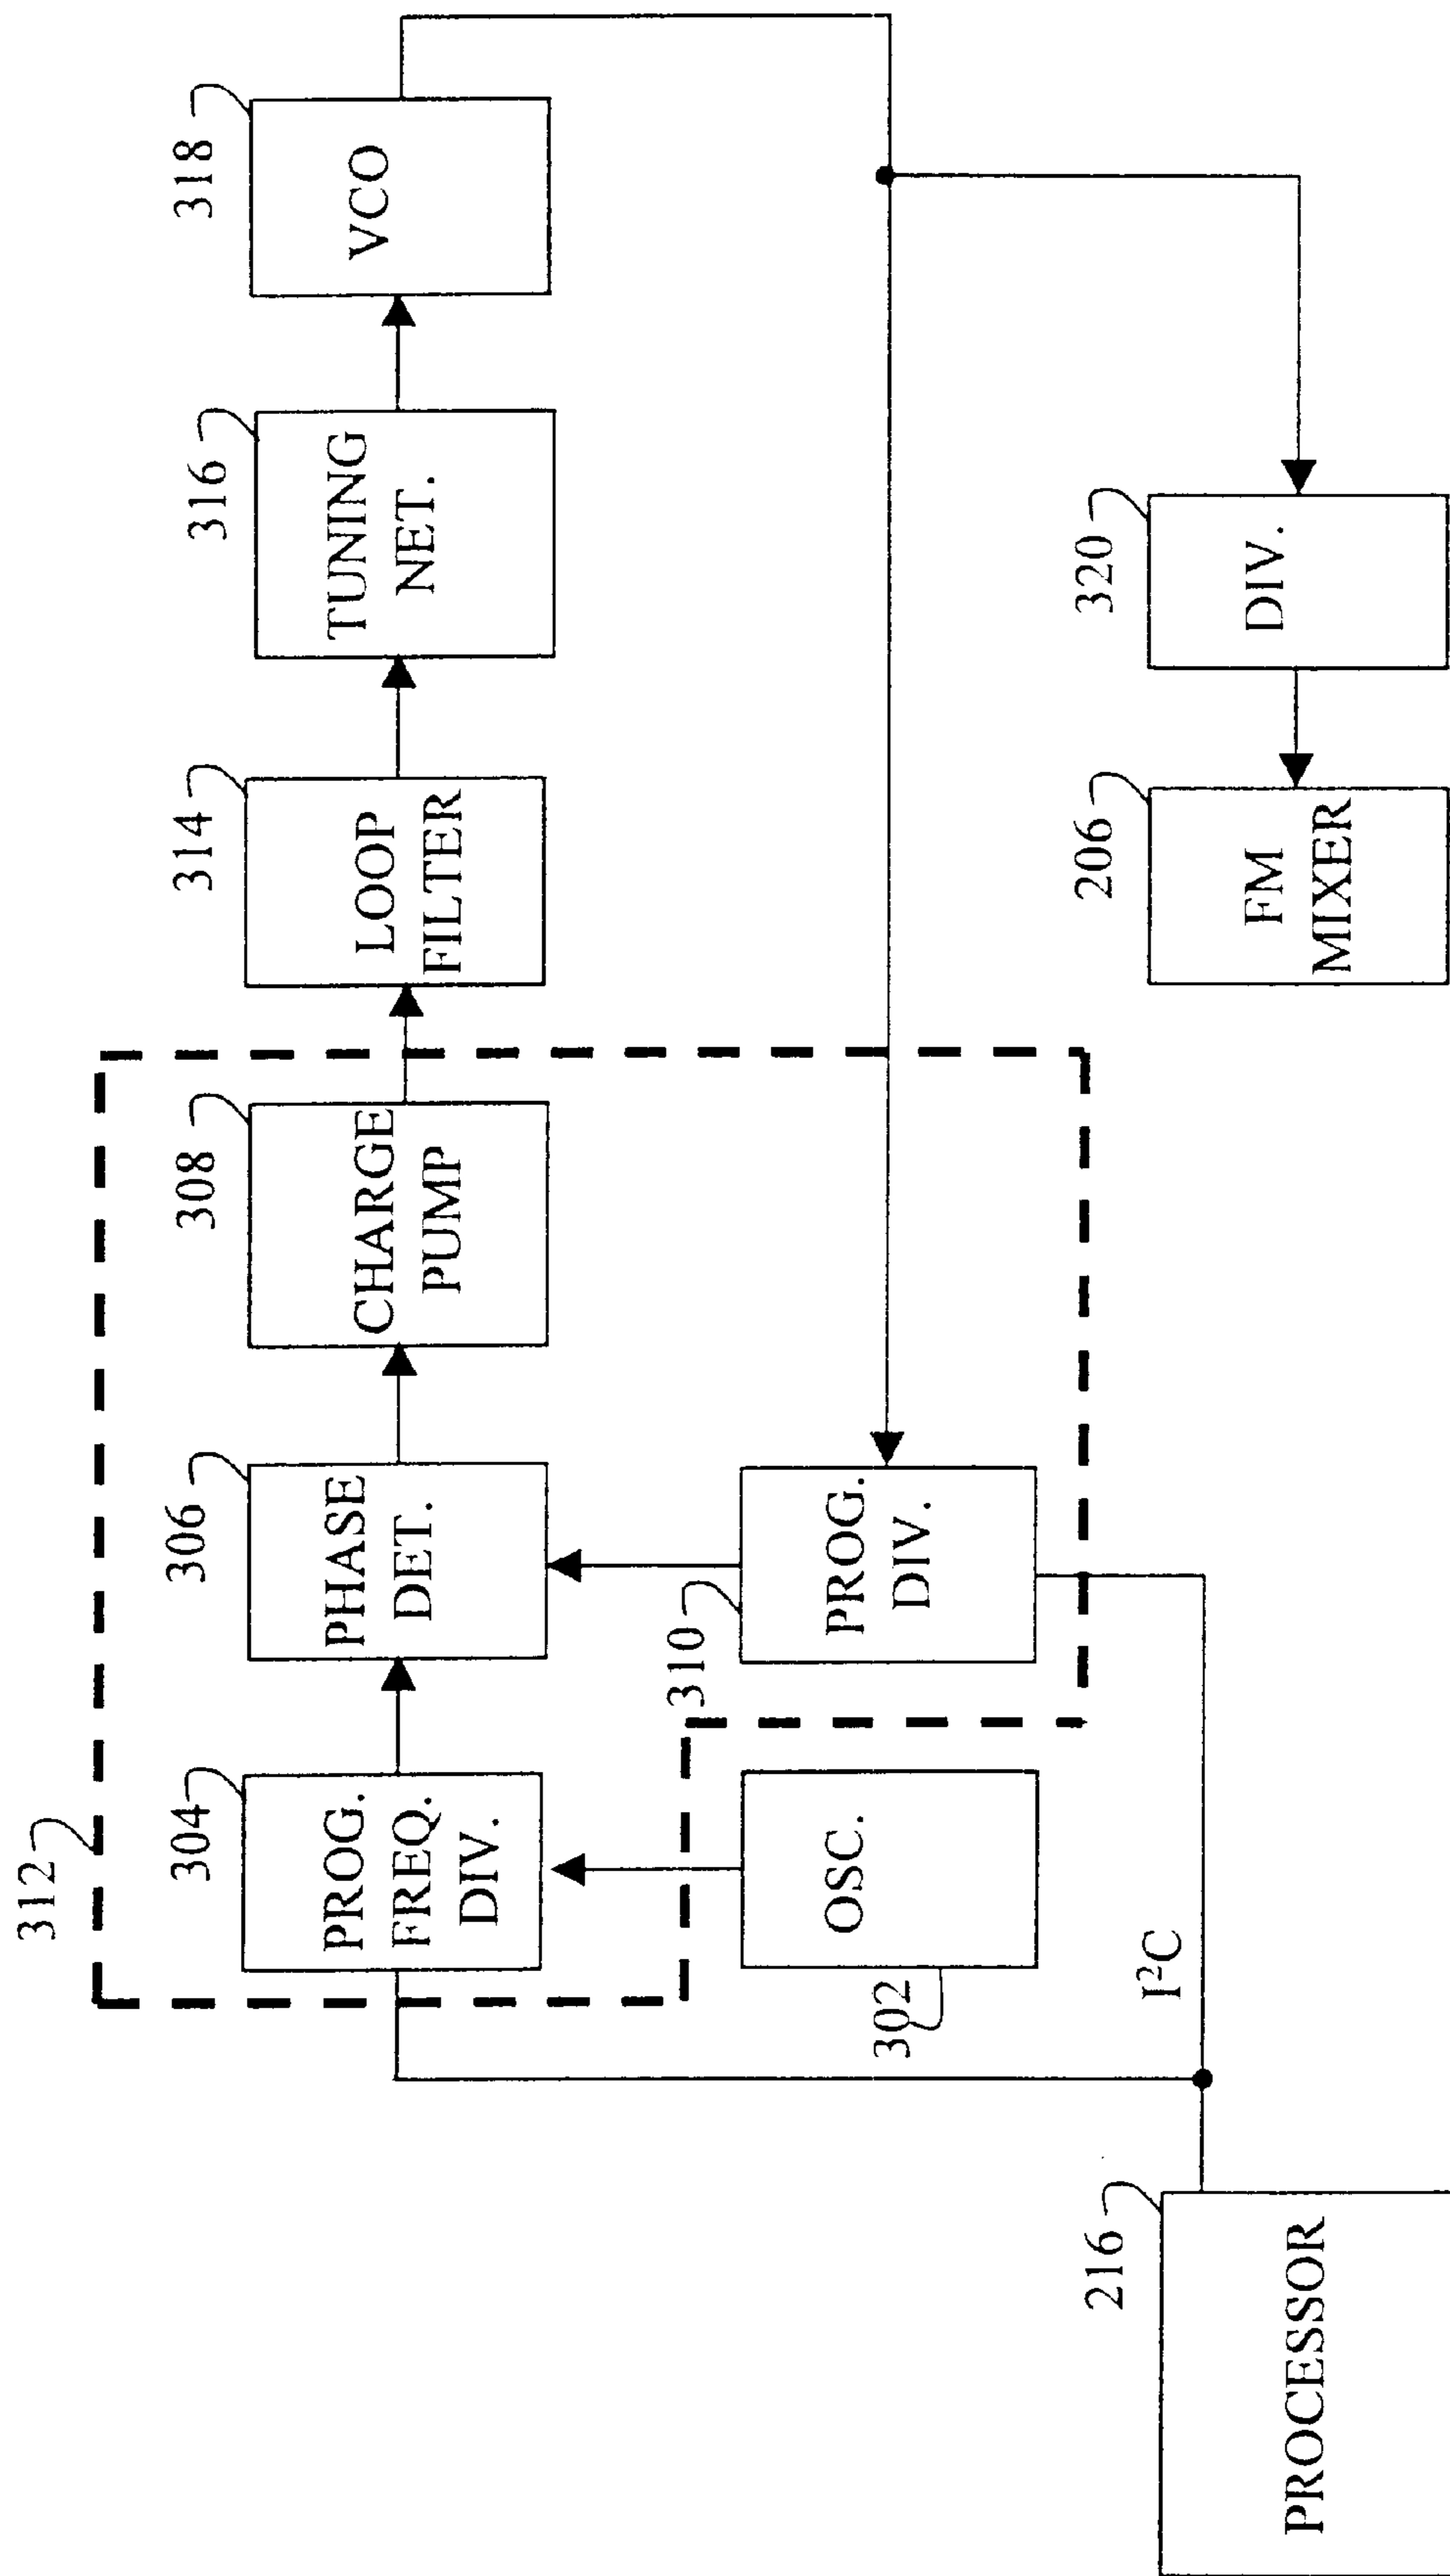 312
304
PROG.
FREQ.
DIV.
306
PHASE
DET.
308
CHARGE
PUMP
314
LOOP
FILTER
316
TUNING
NET.
318
VCO
302
OSC.
310
PROG.
DIV.
I²C
216
PROCESSOR
206
FM
MIXER
320
DIV.